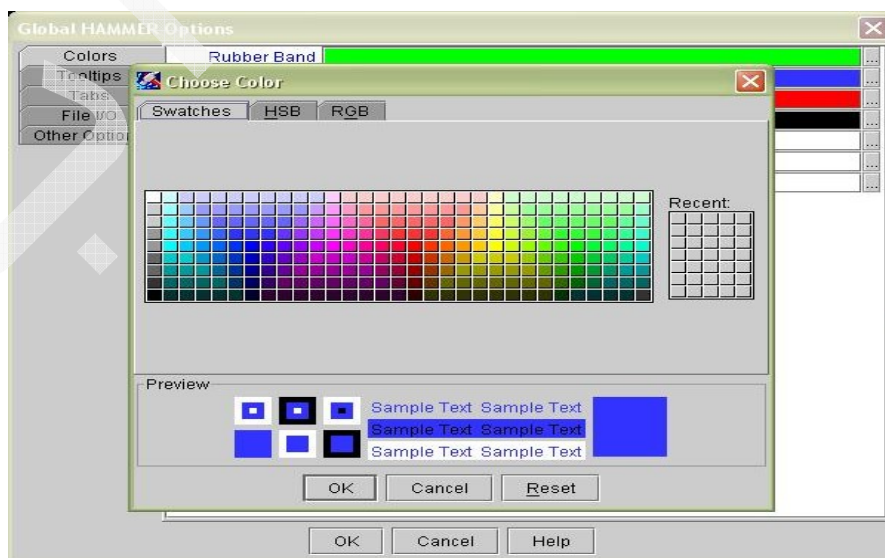 Global HAMMER Options
Colors
Rubber Band
...
Tooltips
...
Tabs
...
File I/O
...
Other Option
...
...
...
Choose Color
Swatches HSB RGB
Recent:
Preview
Sample Text Sample Text
Sample Text Sample Text
Sample Text Sample Text
OK Cancel Reset
OK Cancel Help